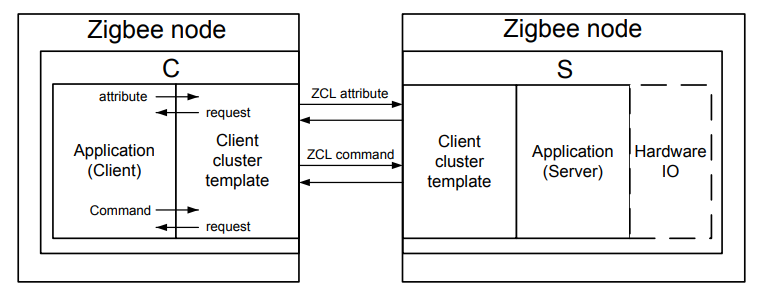 Zigbee node
C
attribute
request
Application
(Client)
Client
cluster
template
Command
request
ZCL attribute
ZCL command
Zigbee node
S
Client
cluster
template
Application
(Server)
Hardware
IO